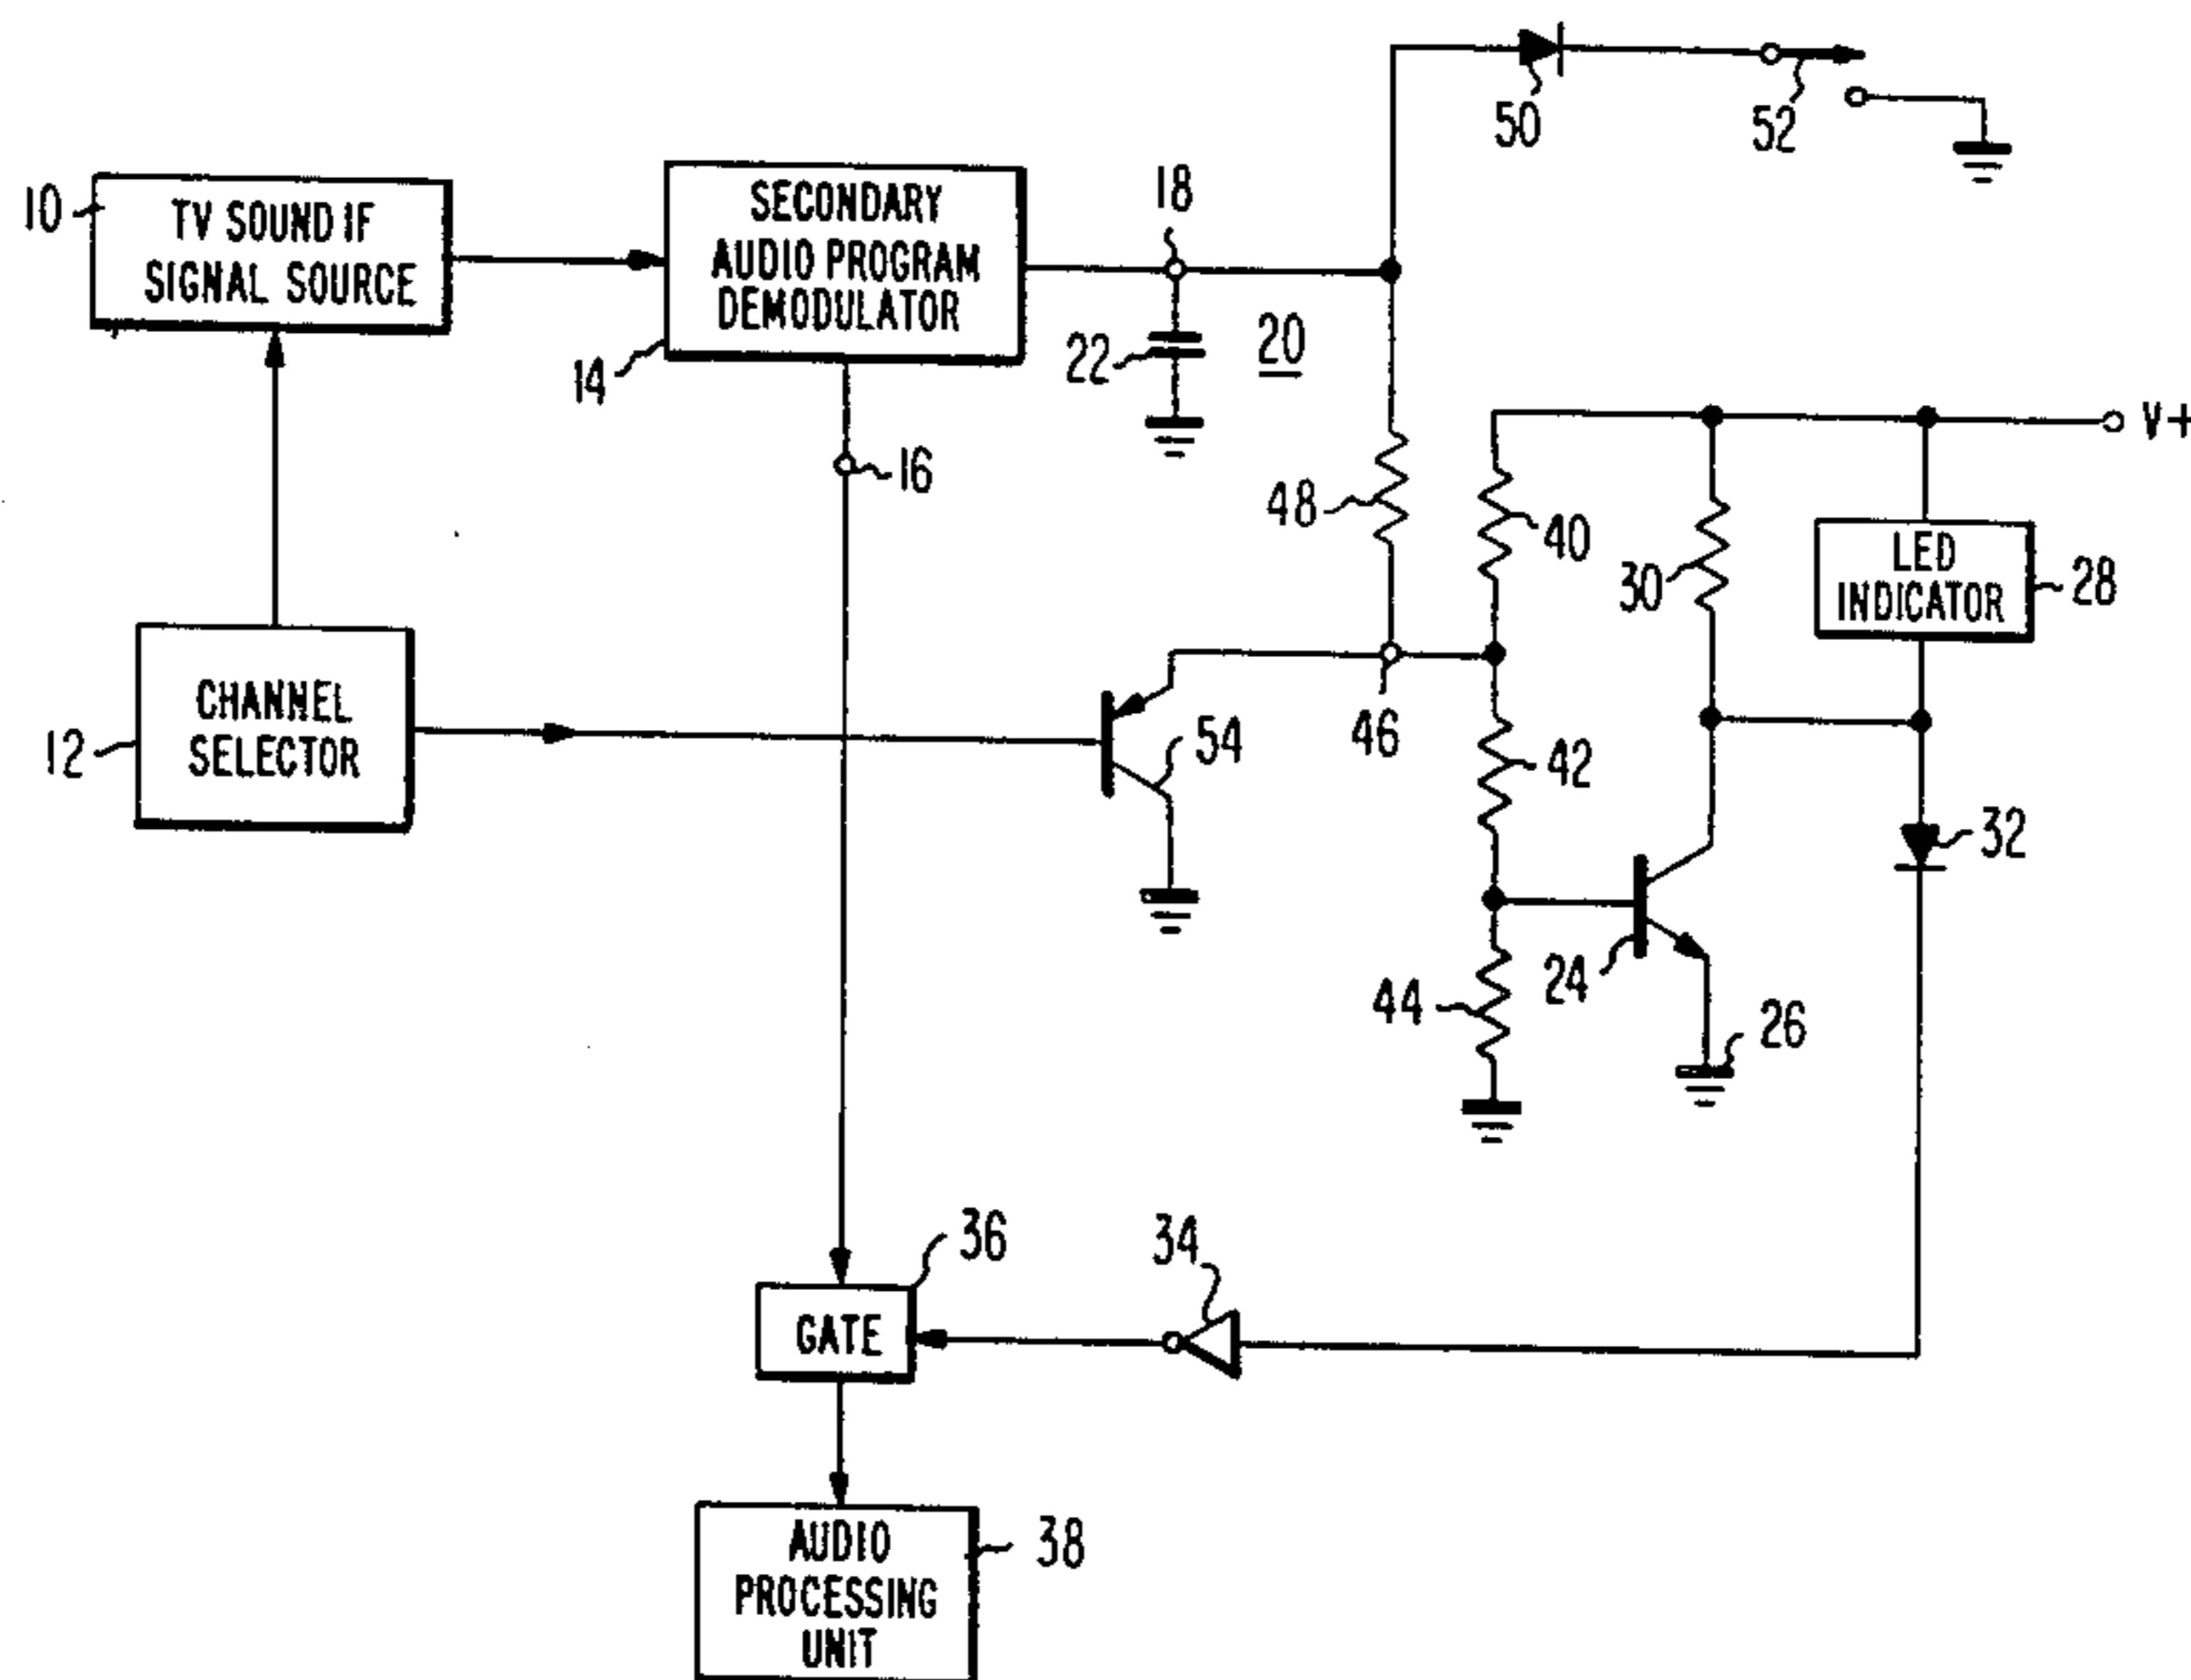 50
52
10
TV SOUND IF
SIGNAL SOURCE
SECONDARY
AUDIO PROGRAM
DEMODULATOR
14
18
22
20
16
V+
48
40
30
LED
INDICATOR
28
CHANNEL
SELECTOR
12
54
46
42
32
44
24
26
36
34
GATE
AUDIO
PROCESSING
UNIT
38